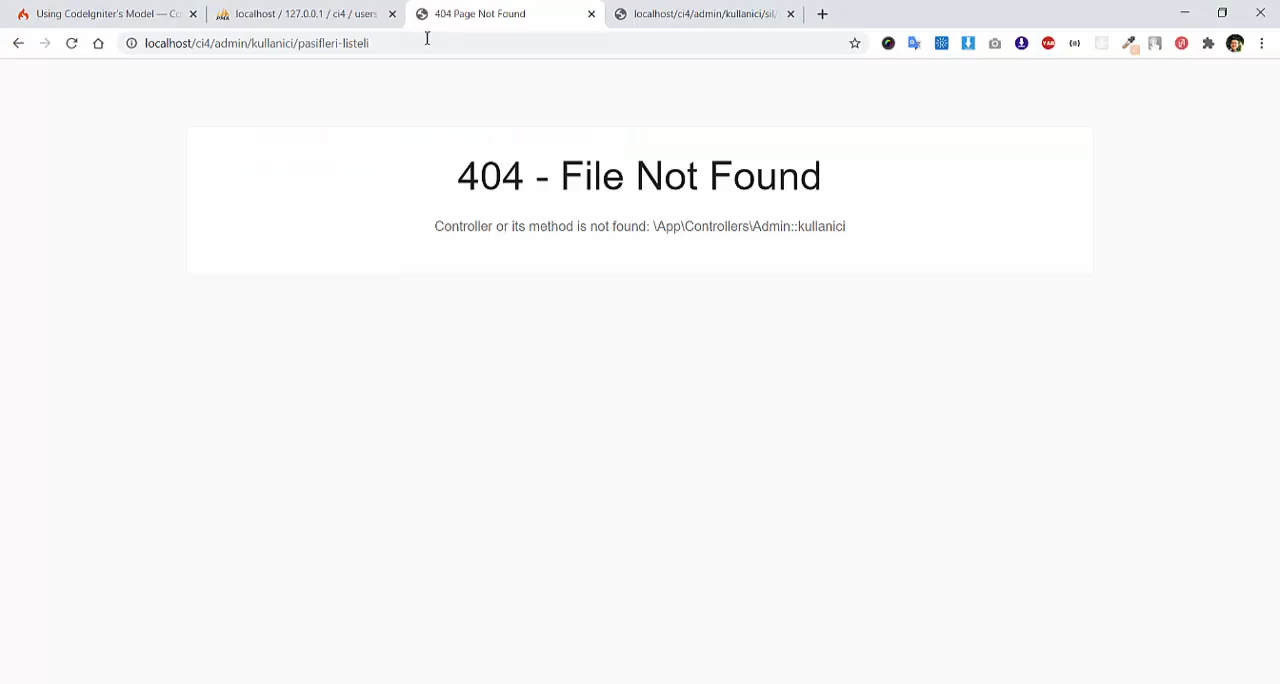 Using CodeIgniter's Model — Co
localhost / 127.0.0.1 / ci4 / users
404 Page Not Found
localhost/ci4/admin/kullanici/sil/
localhost/ci4/admin/kullanici/pasifleri-listeli
404 - File Not Found
Controller or its method is not found: \App\Controllers\Admin::kullanici